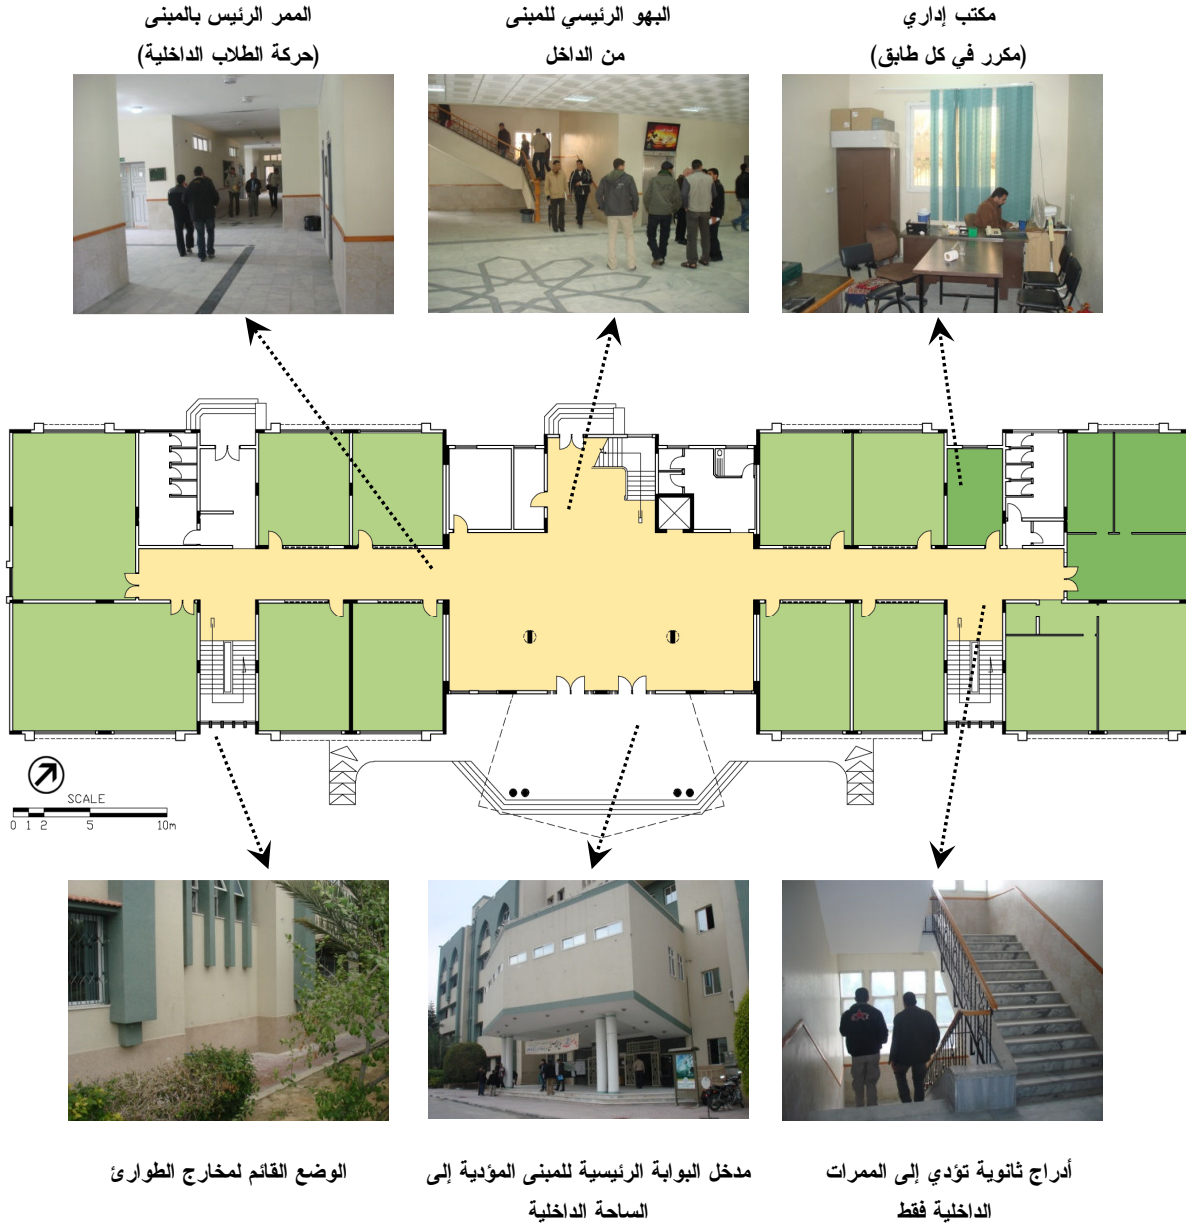 مكتب إداري
(مكرر في كل طابق)
البهو الرئيسي للمبنى
من الداخل
الممر الرئيس بالمبنى
(حركة الطلاب الداخلية)
SCALE
0 1 2 5 10m
أدراج ثانوية تؤدي إلى الممرات
الداخلية فقط
مدخل البوابة الرئيسية للمبنى المؤدية إلى
الساحة الداخلية
الوضع القائم لمخارج الطوارئ